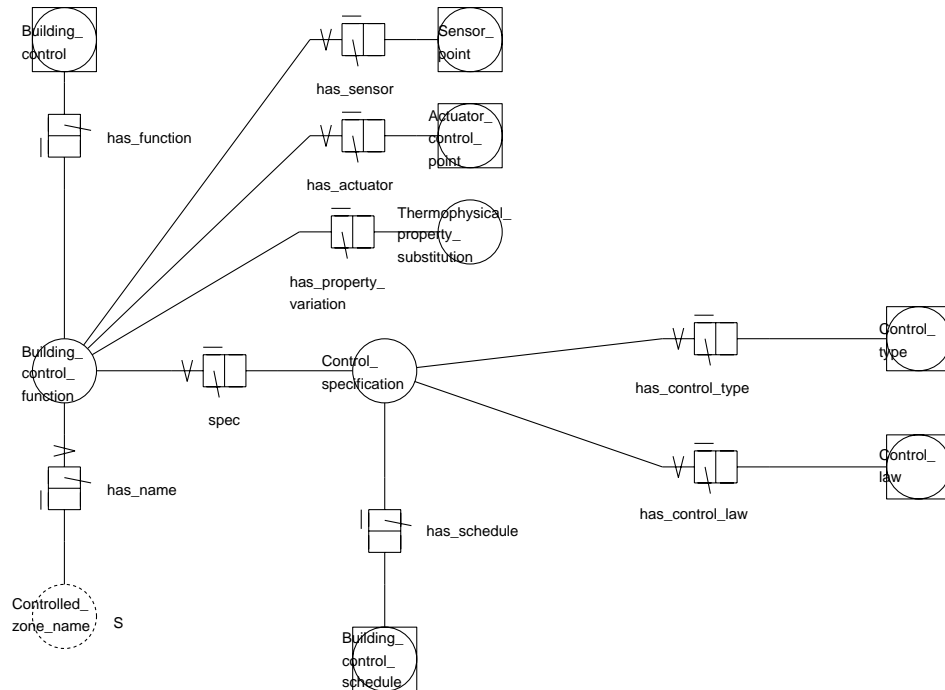 Building_
control
Sensor_
point
has_sensor
has_function
Actuator_
control_
point
has_actuator
Thermophysical_
property_
substitution
has_property_
variation
Building_
control_
function
spec
Control_
specification
has_control_type
Control_
type
has_control_law
Control_
law
has_name
has_schedule
Controlled_
zone_name
S
Building_
control_
schedule